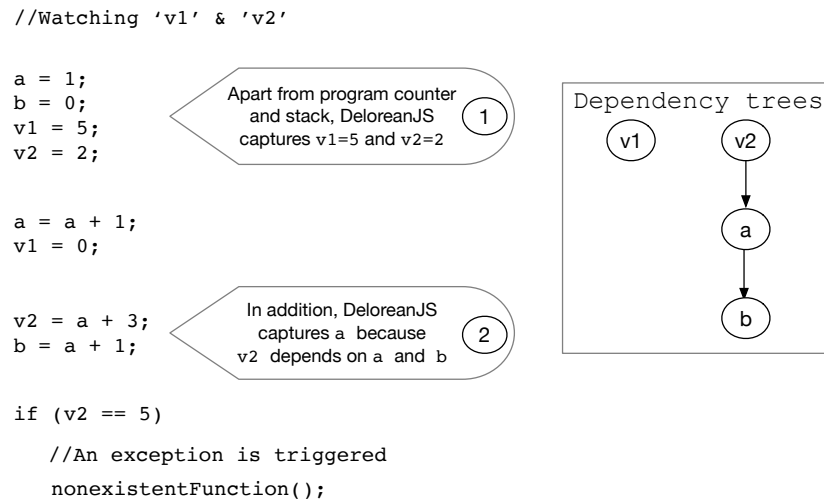 //Watching ‘v1’ & ’v2’
a = 1;
b = 0;
v1 = 5;
v2 = 2;
Apart from program counter
and stack, DeloreanJS
captures v1=5 and v2=2
1
a = a + 1;
v1 = 0;
v2 = a + 3;
b = a + 1;
In addition, DeloreanJS
captures a because
v2 depends on a and b
2
if (v2 == 5)
//An exception is triggered
nonexistentFunction();
Dependency trees
v1
v2
a
b